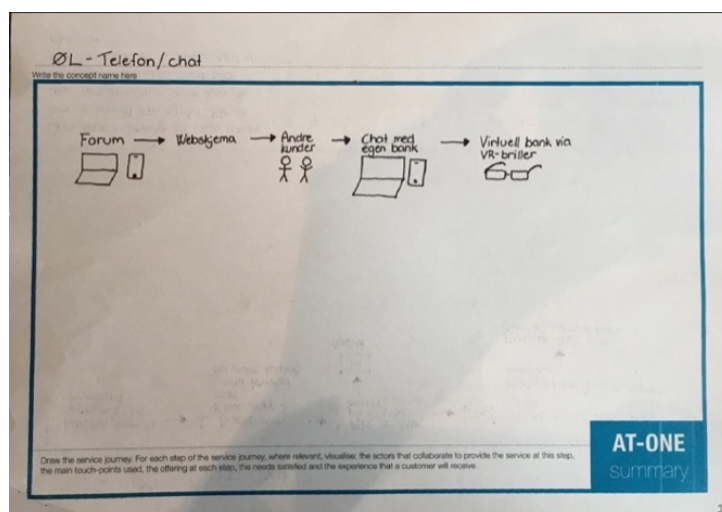 ØL - Telefon/chat
Write the concept name here
Forum → Webskjema → Andre kunder → Chat med egen bank → Virtuell bank via VR-briller
Draw the service journey. For each step of the service journey, where relevant, visualise: the actors that collaborate to provide the service at this step,
the main touch-points used, the offering at each step, the needs satisfied and the experience that a customer will receive.
AT-ONE
summary